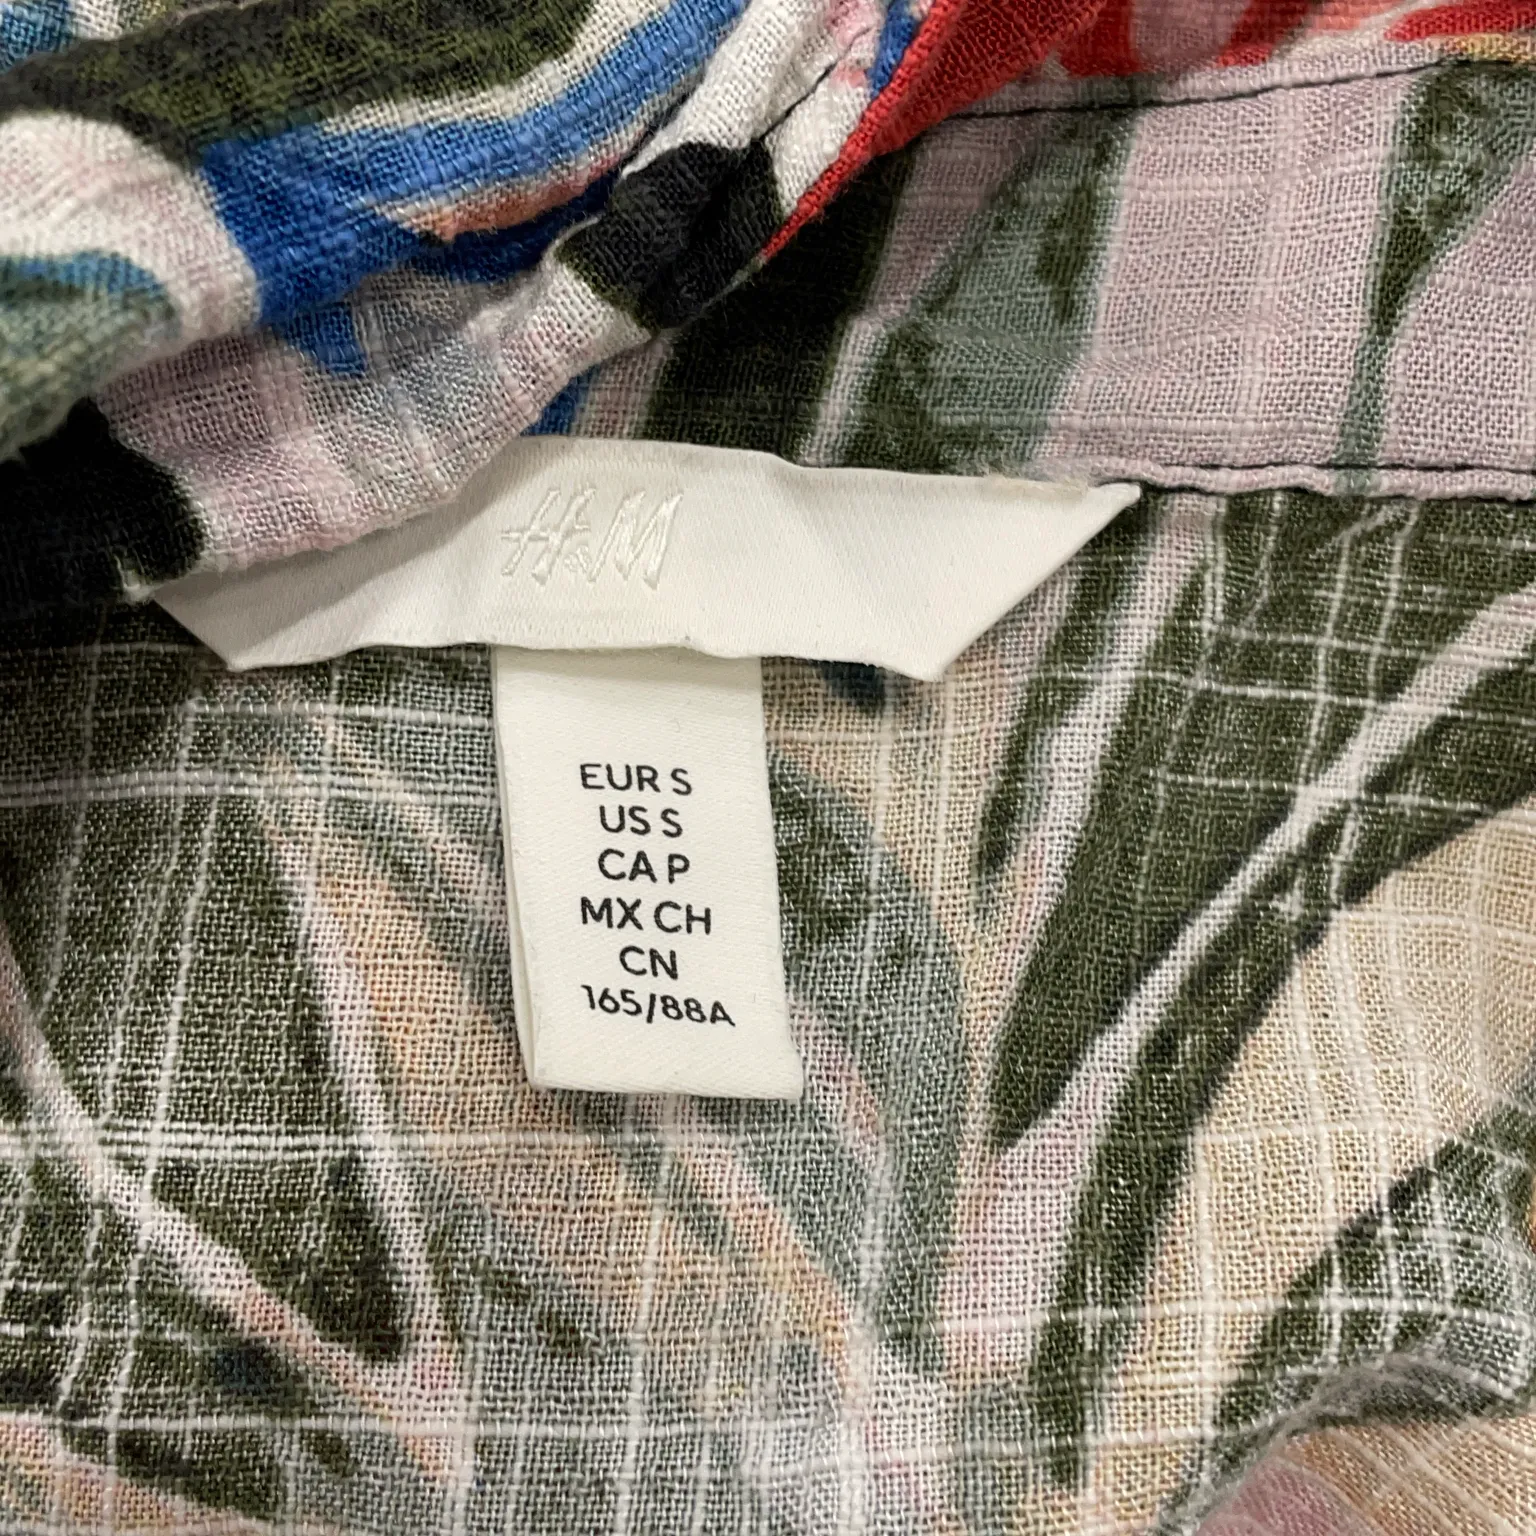 H&M
EUR S
US S
CA P
MX CH
CN
165/88A